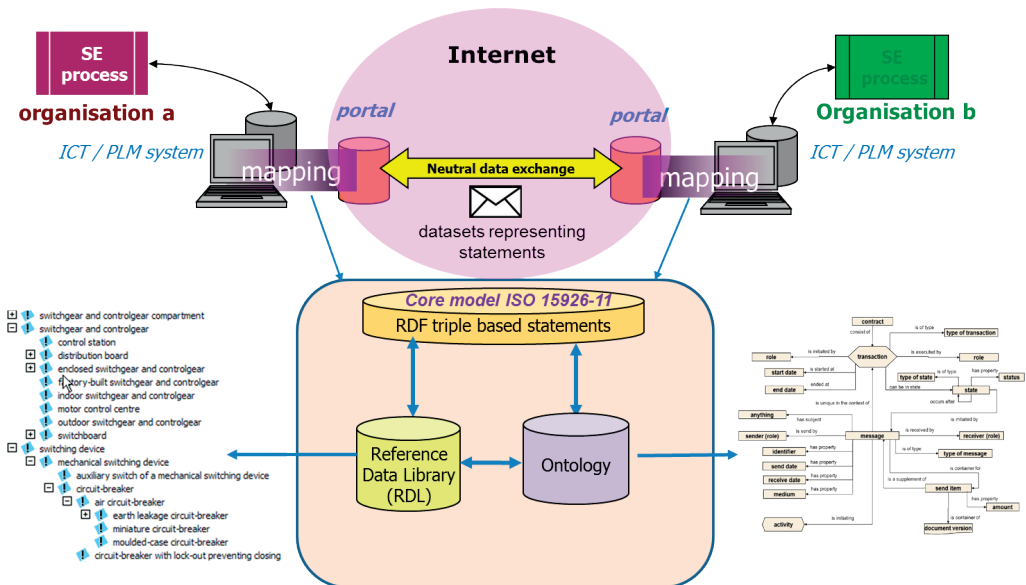 Internet
SE
process
organisation a
ICT / PLM system
portal
mapping
Neutral data exchange
datasets representing
statements
portal
mapping
SE
process
Organisation b
ICT / PLM system
Core model ISO 15926-11
RDF triple based statements
Reference
Data Library
(RDL)
Ontology
switchgear and controlgear compartment
switchgear and controlgear
control station
distribution board
enclosed switchgear and controlgear
tory-built switchgear and controlgear
indoor switchgear and controlgear
motor control centre
outdoor switchgear and controlgear
switchboard
switching device
mechanical switching device
auxiliary switch of a mechanical switching device
circuit-breaker
air circuit-breaker
earth leakage circuit-breaker
miniature circuit-breaker
moulded-case circuit-breaker
circuit-breaker with lock-out preventing closing
contract
consist of
is of type
type of transaction
role
is initiated by
transaction
is executed by
role
start date
is started at
end date
ended at
can be in state
type of state
is of type
has property
status
state
occurs after
is unique in the context of
anything
has subject
is initiated by
sender (role)
is send by
message
is received by
receiver (role)
identifier
has property
is of type
type of message
send date
has property
receive date
has property
medium
has property
is container for
is a supplement of
send item
has property
amount
is container of
document version
activity
is initiating